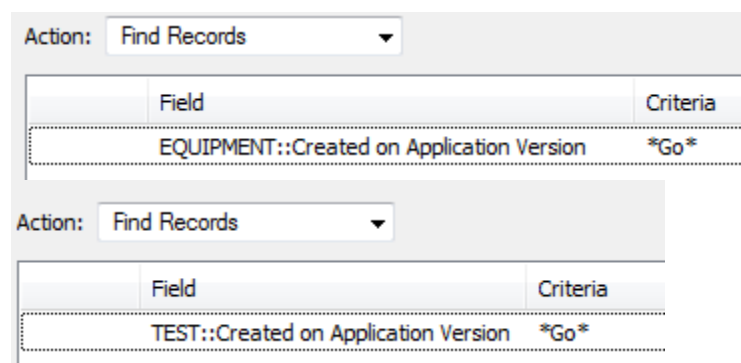 Action: Find Records
Field Criteria
EQUIPMENT::Created on Application Version *Go*
Action: Find Records
Field Criteria
TEST::Created on Application Version *Go*